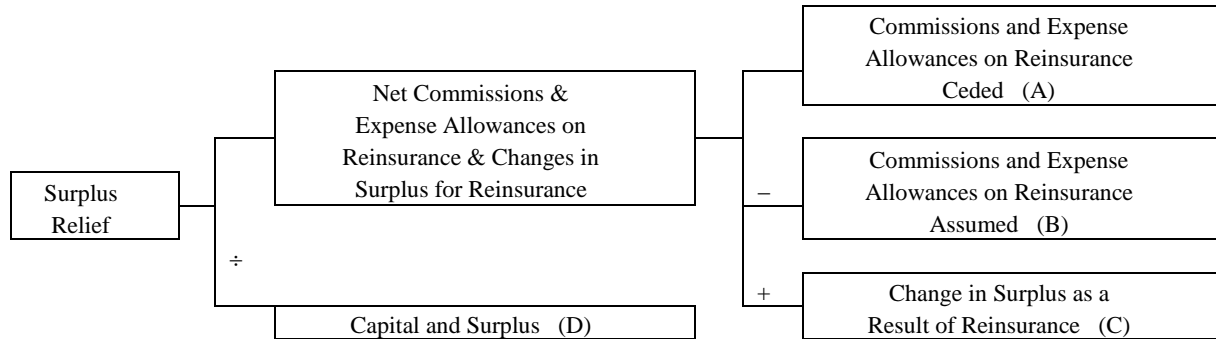 Surplus
Relief
Net Commissions &
Expense Allowances on
Reinsurance & Changes in
Surplus for Reinsurance
÷
Capital and Surplus (D)
Commissions and Expense
Allowances on Reinsurance
Ceded (A)
−
Commissions and Expense
Allowances on Reinsurance
Assumed (B)
+
Change in Surplus as a
Result of Reinsurance (C)